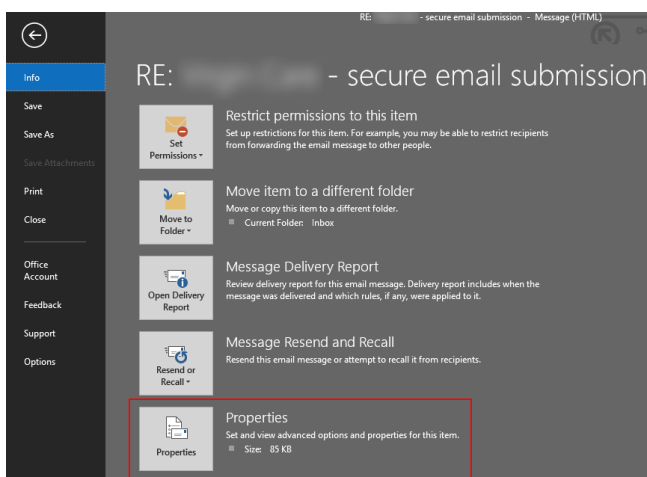 RE: - secure email submission - Message (HTML)
Info
Save
Save As
Save Attachments
Print
Close
Office
Account
Feedback
Support
Options
RE: - secure email submission
Set
Permissions
Restrict permissions to this item
Set up restrictions for this item. For example, you may be able to restrict recipients
from forwarding the email message to other people.
Move to
Folder
Move item to a different folder
Move or copy this item to a different folder.
Current Folder: Inbox
Open Delivery
Report
Message Delivery Report
Review delivery report for this email message. Delivery report includes when the
message was delivered and which rules, if any, were applied to it.
Resend or
Recall
Message Resend and Recall
Resend this email message or attempt to recall it from recipients.
Properties
Properties
Set and view advanced options and properties for this item.
Size: 85 KB